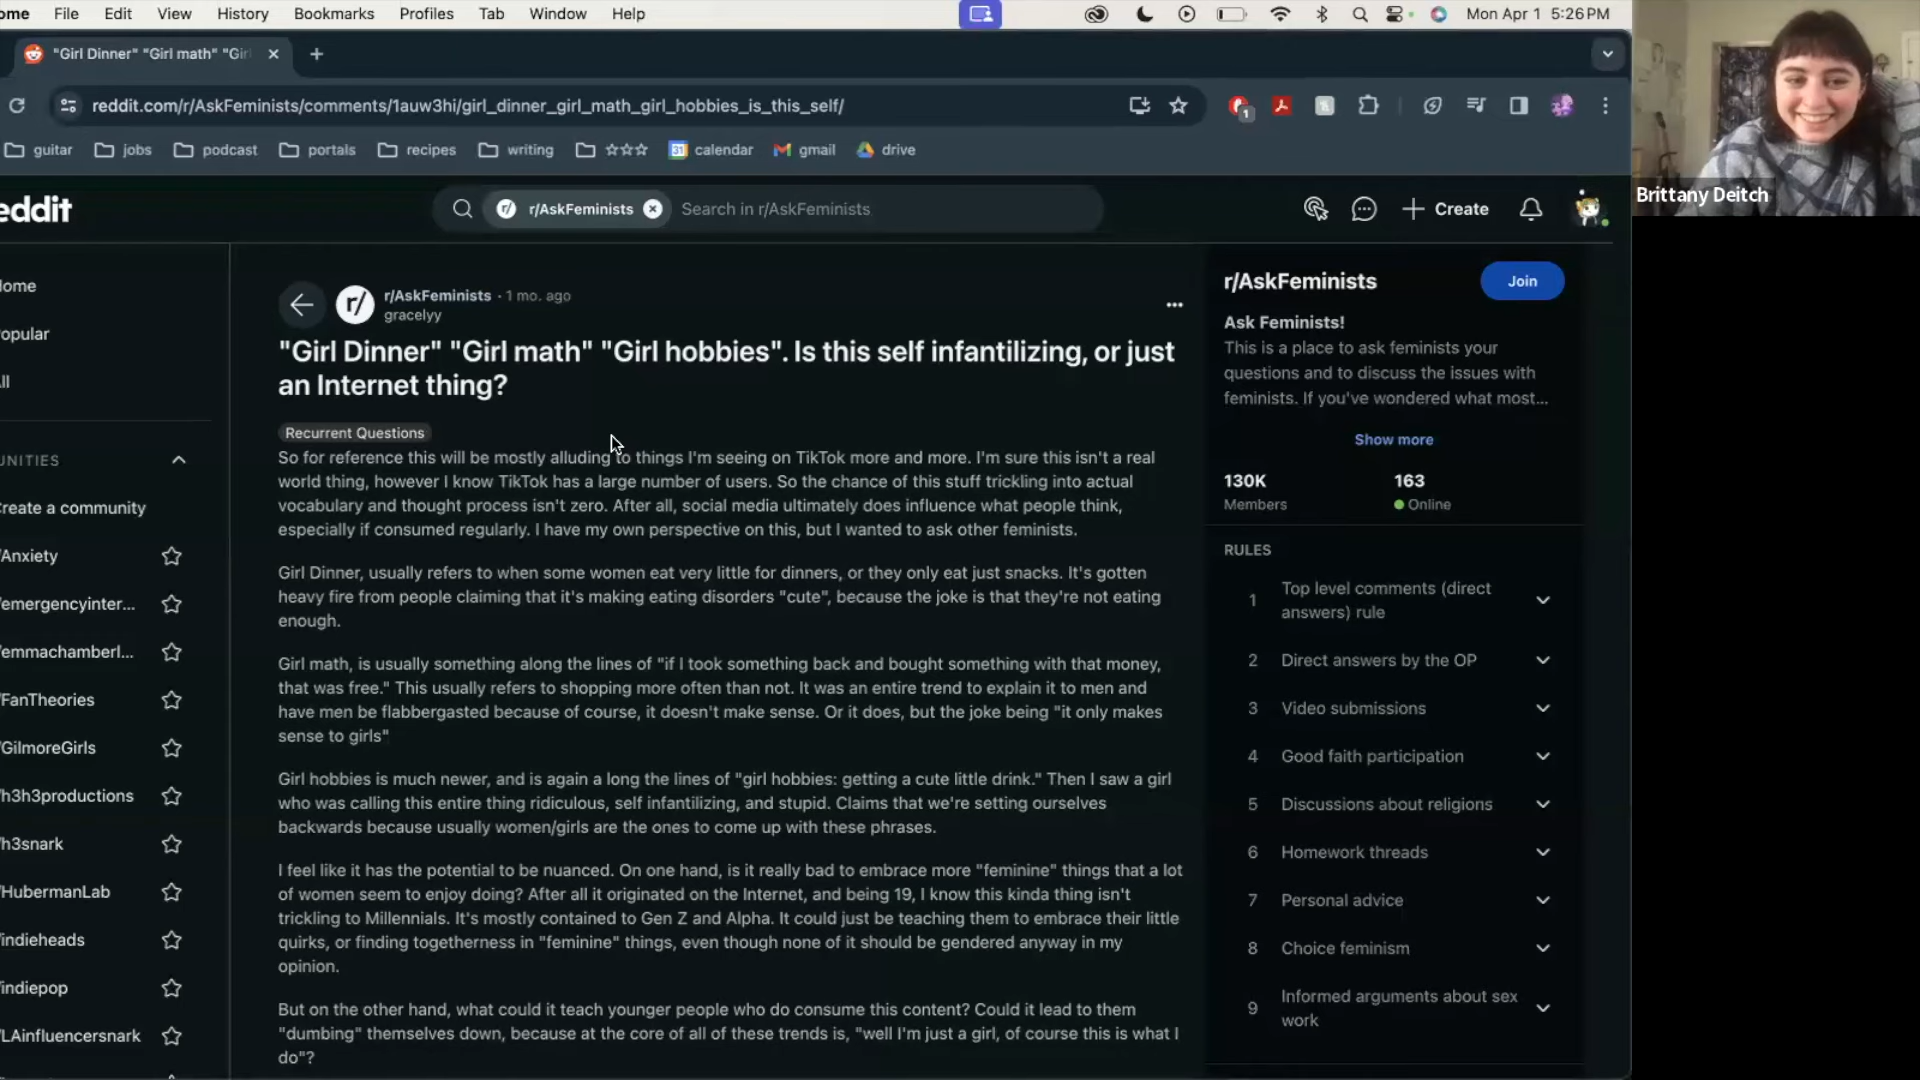 ome File Edit View History Bookmarks Profiles Tab Window Help Mon Apr 1 5:26 PM
"Girl Dinner" "Girl math" "Gir
reddit.com/r/AskFeminists/comments/1auw3hi/girl_dinner_girl_math_girl_hobbies_is_this_self/
1
guitar jobs podcast portals recipes writing ☆☆☆ 31 calendar gmail drive
Brittany Deitch
eddit
r/AskFeminists Search in r/AskFeminists
Create
ome
opular
ll
UNITIES
reate a community
/Anxiety
/emergencyinter...
/emmachamberl...
/FanTheories
/GilmoreGirls
/h3h3productions
/h3snark
/HubermanLab
/indieheads
/indiepop
/LAinfluencersnark
r/
r/AskFeminists · 1 mo. ago
gracelyy
"Girl Dinner" "Girl math" "Girl hobbies". Is this self infantilizing, or just
an Internet thing?
Recurrent Questions
So for reference this will be mostly alluding to things I'm seeing on TikTok more and more. I'm sure this isn't a real
world thing, however I know TikTok has a large number of users. So the chance of this stuff trickling into actual
vocabulary and thought process isn't zero. After all, social media ultimately does influence what people think,
especially if consumed regularly. I have my own perspective on this, but I wanted to ask other feminists.
Girl Dinner, usually refers to when some women eat very little for dinners, or they only eat just snacks. It's gotten
heavy fire from people claiming that it's making eating disorders "cute", because the joke is that they're not eating
enough.
Girl math, is usually something along the lines of "if I took something back and bought something with that money,
that was free." This usually refers to shopping more often than not. It was an entire trend to explain it to men and
have men be flabbergasted because of course, it doesn't make sense. Or it does, but the joke being "it only makes
sense to girls"
Girl hobbies is much newer, and is again a long the lines of "girl hobbies: getting a cute little drink." Then I saw a girl
who was calling this entire thing ridiculous, self infantilizing, and stupid. Claims that we're setting ourselves
backwards because usually women/girls are the ones to come up with these phrases.
I feel like it has the potential to be nuanced. On one hand, is it really bad to embrace more "feminine" things that a lot
of women seem to enjoy doing? After all it originated on the Internet, and being 19, I know this kinda thing isn't
trickling to Millennials. It's mostly contained to Gen Z and Alpha. It could just be teaching them to embrace their little
quirks, or finding togetherness in "feminine" things, even though none of it should be gendered anyway in my
opinion.
But on the other hand, what could it teach younger people who do consume this content? Could it lead to them
"dumbing" themselves down, because at the core of all of these trends is, "well I'm just a girl, of course this is what I
do"?
r/AskFeminists
Join
Ask Feminists!
This is a place to ask feminists your
questions and to discuss the issues with
feminists. If you've wondered what most...
Show more
130K 163
Members Online
RULES
1 Top level comments (direct
answers) rule
2 Direct answers by the OP
3 Video submissions
4 Good faith participation
5 Discussions about religions
6 Homework threads
7 Personal advice
8 Choice feminism
9 Informed arguments about sex
work